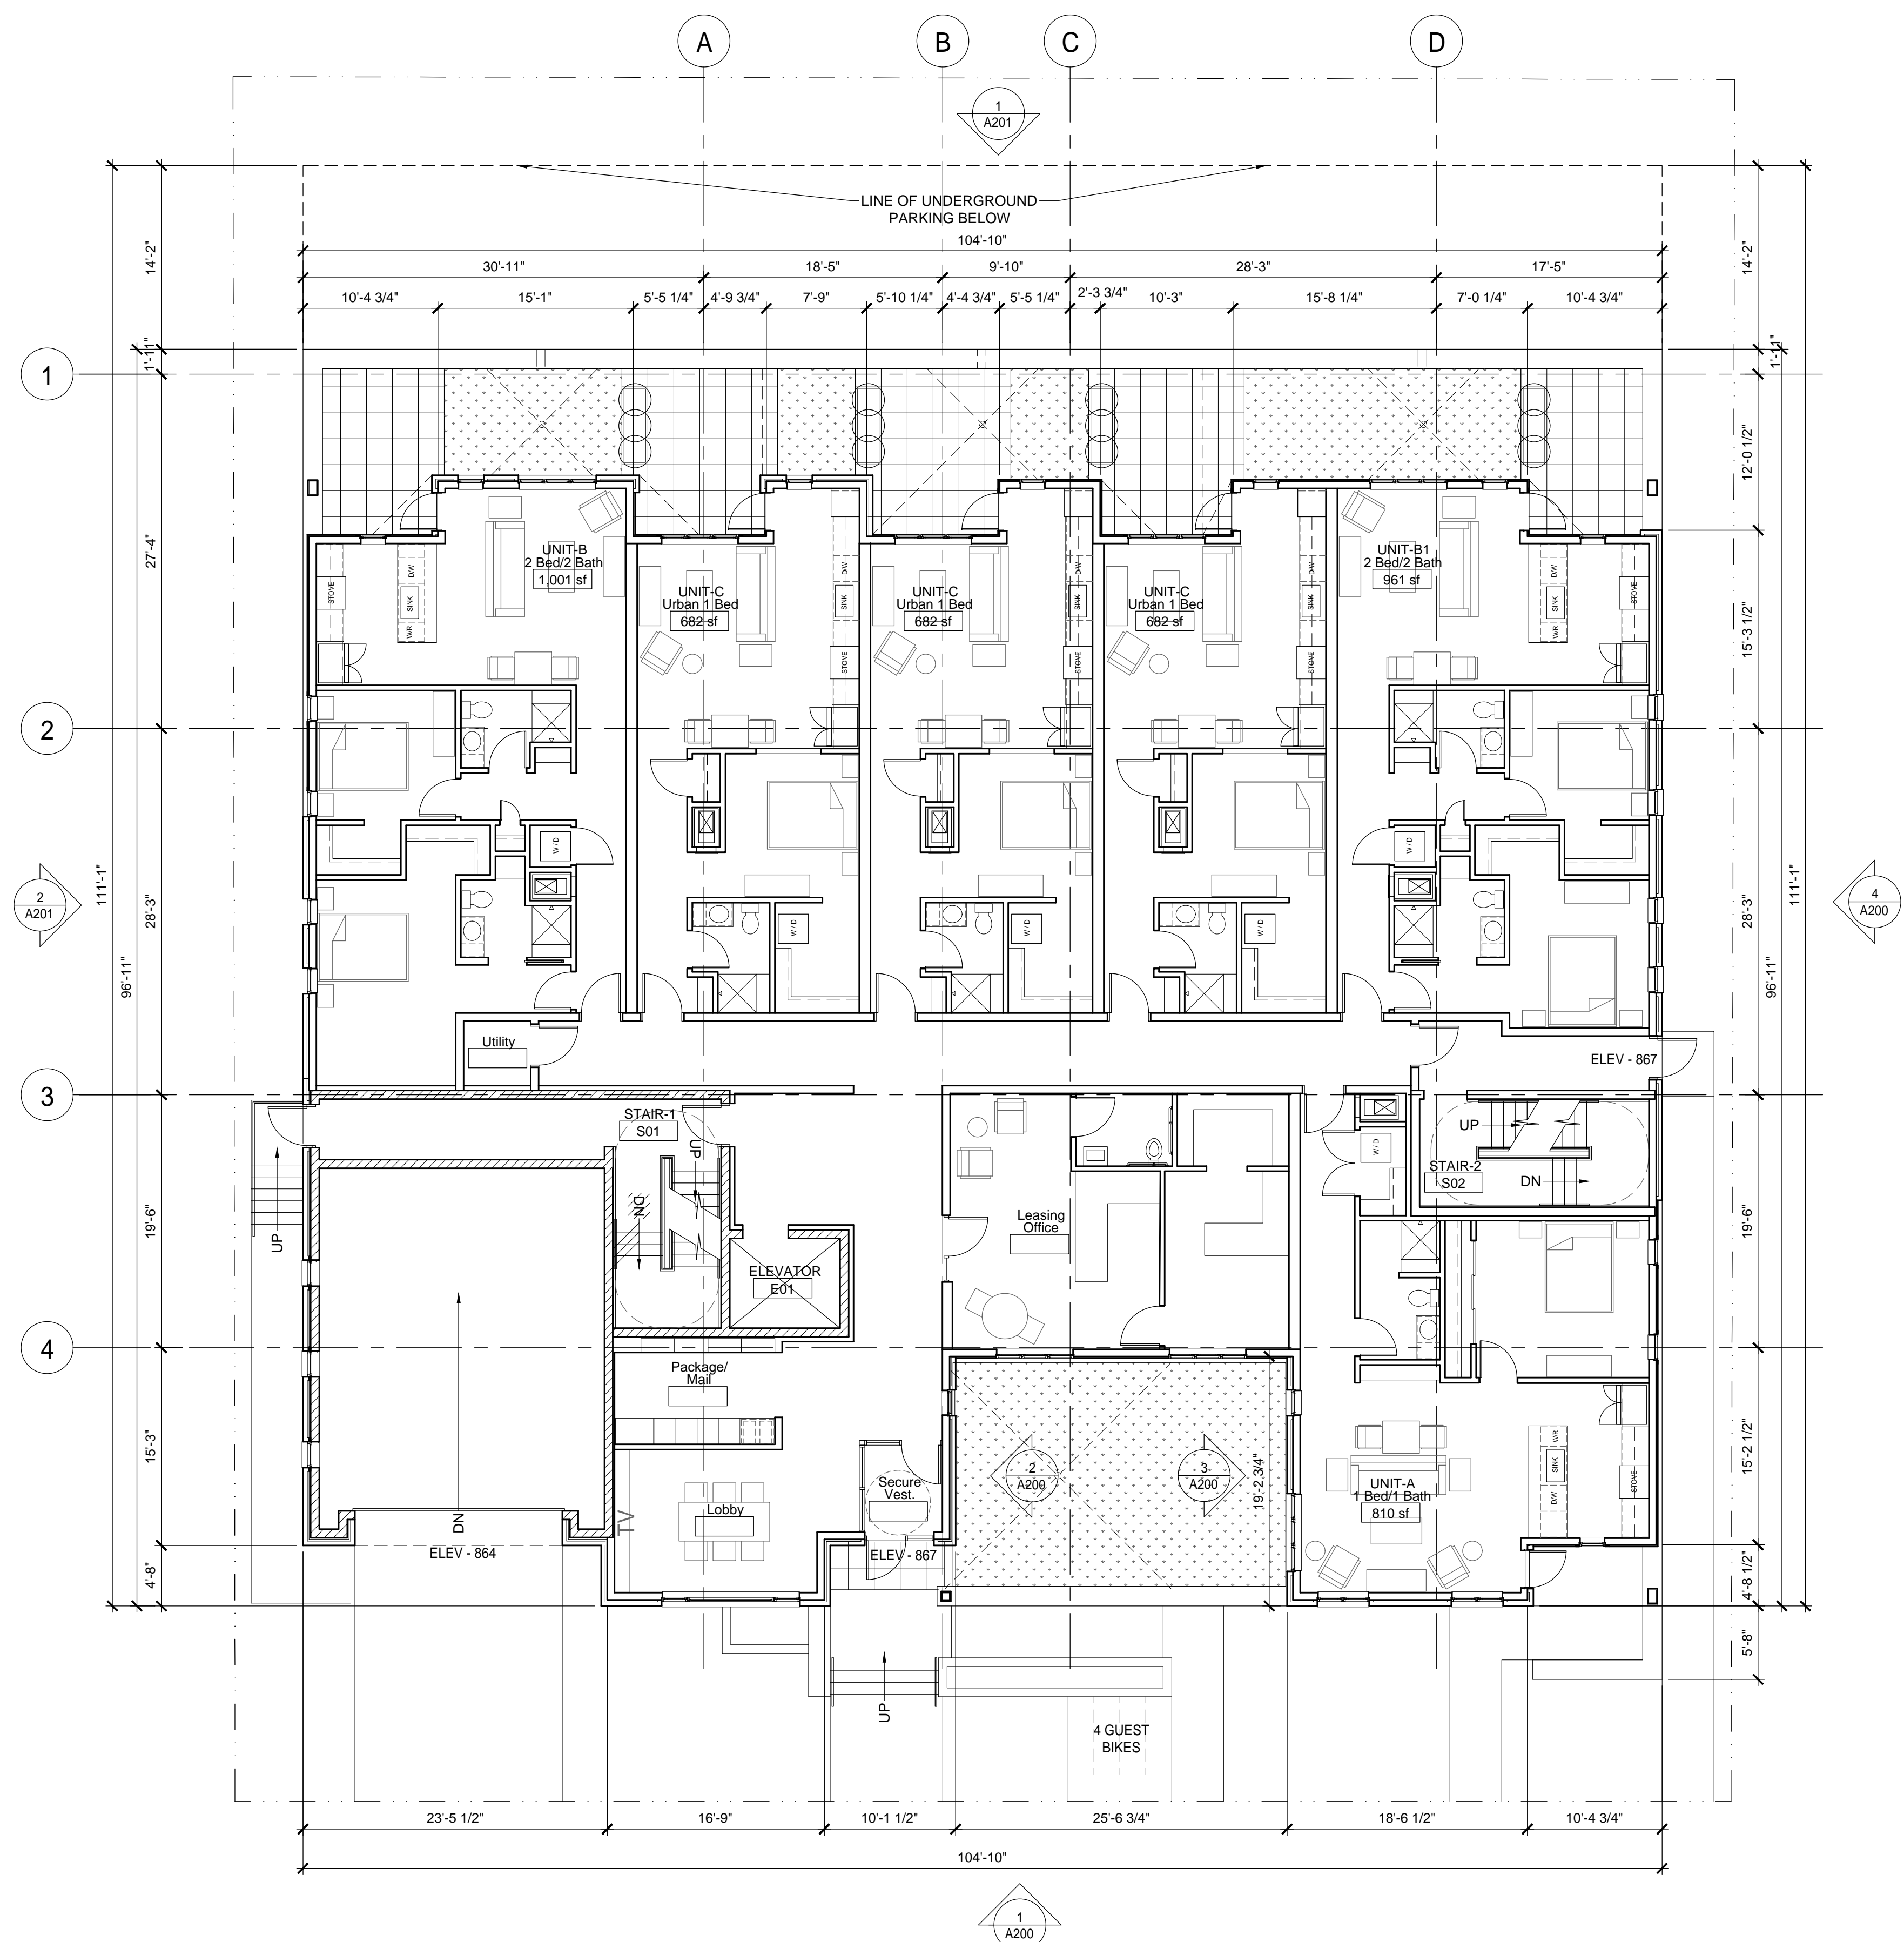 A
B
C
D
1
A201
LINE OF UNDERGROUND
PARKING BELOW
104'-10"
30'-11"
18'-5"
9'-10"
28'-3"
17'-5"
10'-4 3/4"
15'-1"
5'-5 1/4"
4'-9 3/4"
7'-9"
5'-10 1/4"
4'-4 3/4"
5'-5 1/4"
2'-3 3/4"
10'-3"
15'-8 1/4"
7'-0 1/4"
10'-4 3/4"
14'-2"
14'-2"
1'-11"
1'-11"
1
12'-0 1/2"
27'-4"
UNIT-B
2 Bed/2 Bath
1,001 sf
UNIT-C
Urban 1 Bed
682 sf
UNIT-C
Urban 1 Bed
682 sf
UNIT-C
Urban 1 Bed
682 sf
UNIT-B1
2 Bed/2 Bath
961 sf
STOVE
D/W
SINK
W/R
D/W
SINK
STOVE
D/W
SINK
STOVE
D/W
SINK
STOVE
D/W
SINK
W/R
STOVE
15'-3 1/2"
2
W/D
W/D
W/D
W/D
W/D
2
A201
111'-1"
96'-11"
28'-3"
28'-3"
96'-11"
111'-1"
4
A200
Utility
ELEV - 867
3
STAIR-1
S01
UP
DN
UP
STAIR-2
S02
DN
W/D
UP
19'-6"
19'-6"
Leasing
Office
ELEVATOR
E01
4
Package/
Mail
15'-3"
15'-2 1/2"
2
A200
3
A200
19'-2 3/4"
Secure
Vest.
Lobby
TV
UNIT-A
1 Bed/1 Bath
810 sf
W/R
SINK
D/W
STOVE
DN
ELEV - 864
ELEV - 867
4'-8"
4'-8 1/2"
5'-8"
UP
4 GUEST
BIKES
23'-5 1/2"
16'-9"
10'-1 1/2"
25'-6 3/4"
18'-6 1/2"
10'-4 3/4"
104'-10"
1
A200